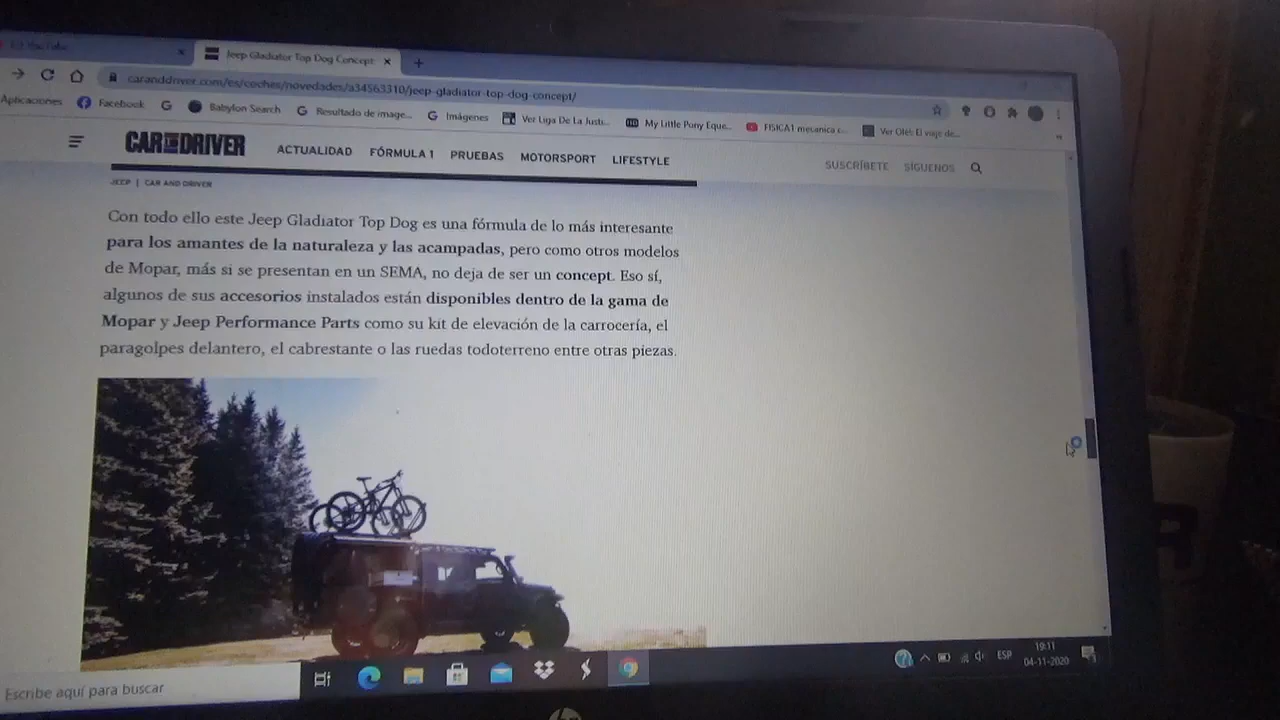 YouTube
Jeep Gladiator Top Dog Concept
caranddriver.com/es/coches/novedades/a34563310/jeep-gladiator-top-dog-concept/
Aplicaciones Facebook Babylon Search Resultado de image... Imágenes Ver Liga De La Justi... My Little Pony Eque... FISICA1 mecanica c... Ver Olé! El viaje de...
CAR AND DRIVER ACTUALIDAD FÓRMULA 1 PRUEBAS MOTORSPORT LIFESTYLE SUSCRÍBETE SÍGUENOS
JEEP | CAR AND DRIVER
Con todo ello este Jeep Gladiator Top Dog es una fórmula de lo más interesante
para los amantes de la naturaleza y las acampadas, pero como otros modelos
de Mopar, más si se presentan en un SEMA, no deja de ser un concept. Eso sí,
algunos de sus accesorios instalados están disponibles dentro de la gama de
Mopar y Jeep Performance Parts como su kit de elevación de la carrocería, el
paragolpes delantero, el cabrestante o las ruedas todoterreno entre otras piezas.
Escribe aquí para buscar
ESP
19:11
04-11-2020
hp